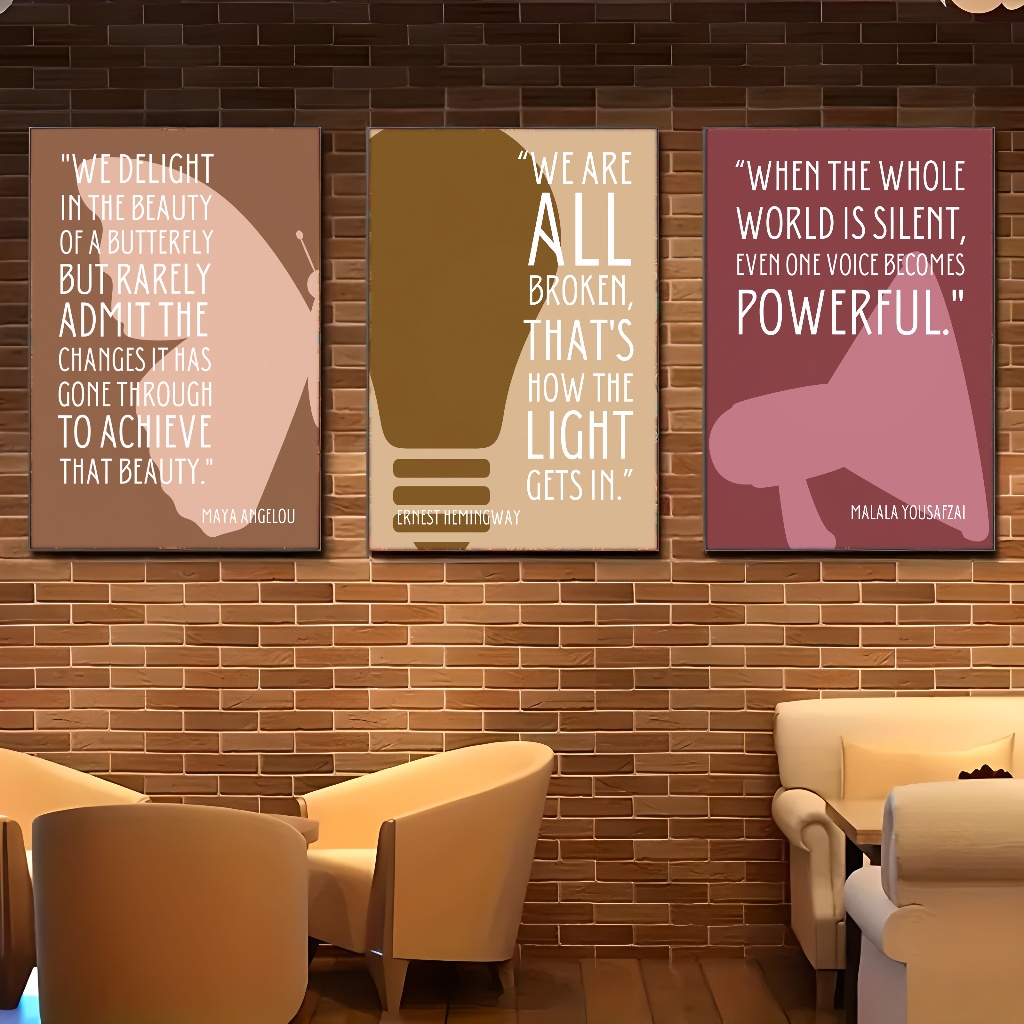 "WE DELIGHT
IN THE BEAUTY
OF A BUTTERFLY
BUT RARELY
ADMIT THE
CHANGES IT HAS
GONE THROUGH
TO ACHIEVE
THAT BEAUTY."
MAYA ANGELOU
“WE ARE
ALL
BROKEN,
THAT'S
HOW THE
LIGHT
GETS IN.”
ERNEST HEMINGWAY
“WHEN THE WHOLE
WORLD IS SILENT,
EVEN ONE VOICE BECOMES
POWERFUL."
MALALA YOUSAFZAI